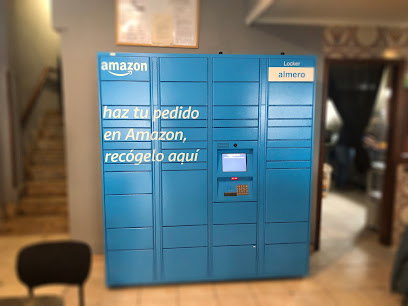 amazon
Locker
almero
haz tu pedido
en Amazon,
recógelo aquí